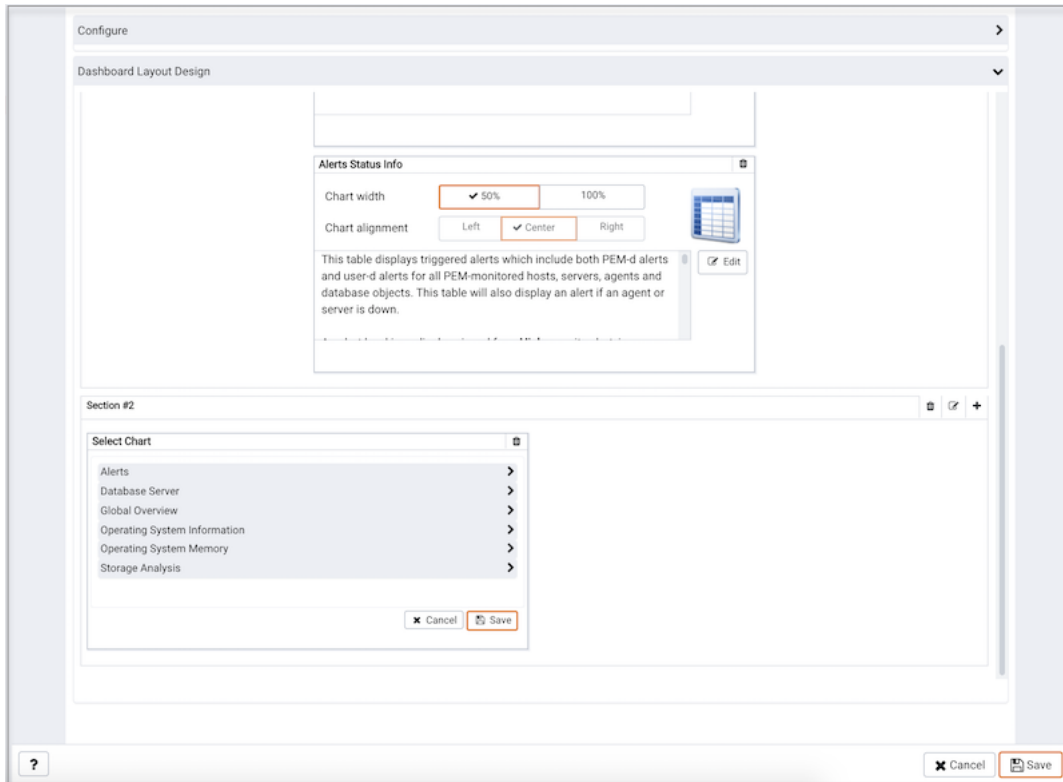 Configure
Dashboard Layout Design
Alerts Status Info
Chart width
50%
100%
Chart alignment
Left
Center
Right
This table displays triggered alerts which include both PEM-d alerts
and user-d alerts for all PEM-monitored hosts, servers, agents and
database objects. This table will also display an alert if an agent or
server is down.
Edit
Section #2
Select Chart
Alerts
Database Server
Global Overview
Operating System Information
Operating System Memory
Storage Analysis
Cancel
Save
?
Cancel
Save